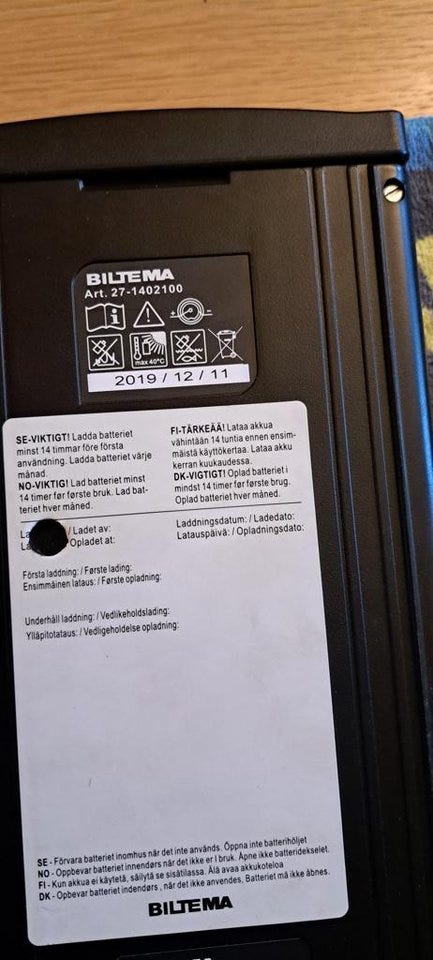 BILTEMA
Art. 27-1402100
max 40°C
2019 / 12 / 11
SE-VIKTIGT! Ladda batteriet
minst 14 timmar före första
användning. Ladda batteriet varje
månad.
NO-VIKTIG! Lad batteriet minst
14 timer før første bruk. Lad bat-
teriet hver måned.
FI-TÄRKEÄÄ! Lataa akkua
vähintään 14 tuntia ennen ensim-
mäistä käyttökertaa. Lataa akku
kerran kuukaudessa.
DK-VIGTIGT! Oplad batteriet i
mindst 14 timer før første brug.
Oplad batteriet hver måned.
/ Ladet av:
Opladet at:
Laddningsdatum: / Ladedato:
Latauspäivä: / Opladningsdato:
Första laddning: / Første lading:
Ensimmäinen lataus: / Første opladning:
Underhåll laddning: / Vedlikeholdslading:
Ylläpitotataus: / Vedligeholdelse opladning:
SE - Förvara batteriet inomhus när det inte används. Öppna inte batterihöljet
NO - Oppbevar batteriet innendørs når det ikke er I bruk. Åpne ikke batteridekselet.
FI - Kun akkua ei käytetä, säilytä se sisätilassa. Älä avaa akkukoteloa
DK - Opbevar batteriet indendørs , når det ikke anvendes, Batteriet må ikke åbnes.
BILTEMA